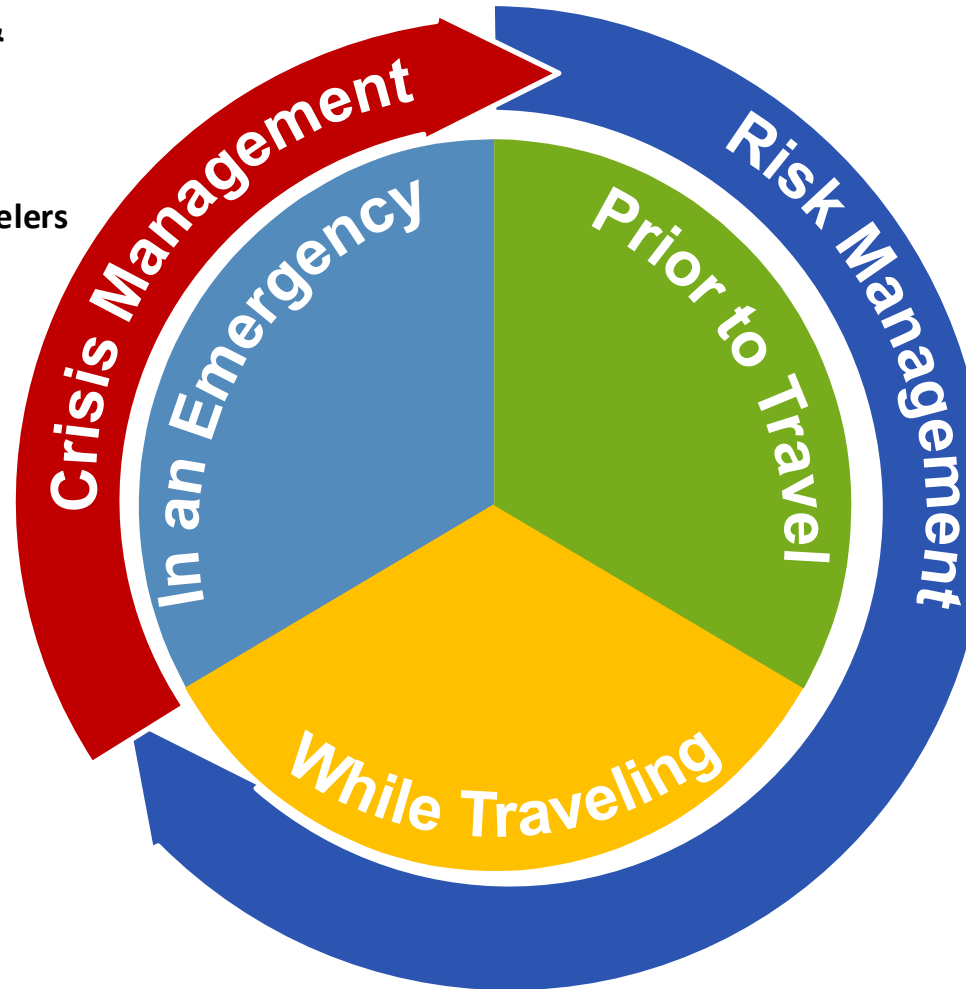 &
elers
Crisis Management
Risk Management
In an Emergency
Prior to Travel
While Traveling